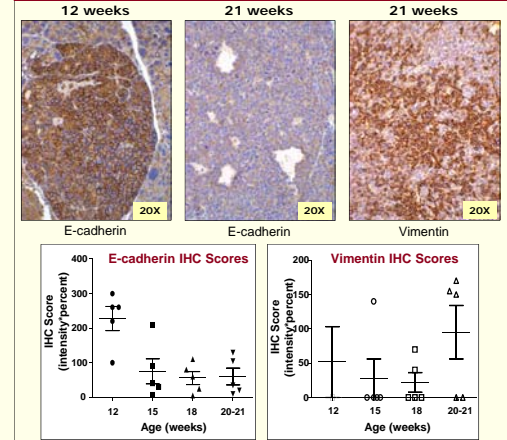 12 weeks
21 weeks
21 weeks
20X
20X
20X
E-cadherin
E-cadherin
Vimentin
E-cadherin IHC Scores
IHC Score
(intensity*percent)
400
300
200
100
0
12
15
18
20-21
Age (weeks)
Vimentin IHC Scores
IHC Score
(intensity*percent)
200
150
100
50
0
12
15
18
20-21
Age (weeks)